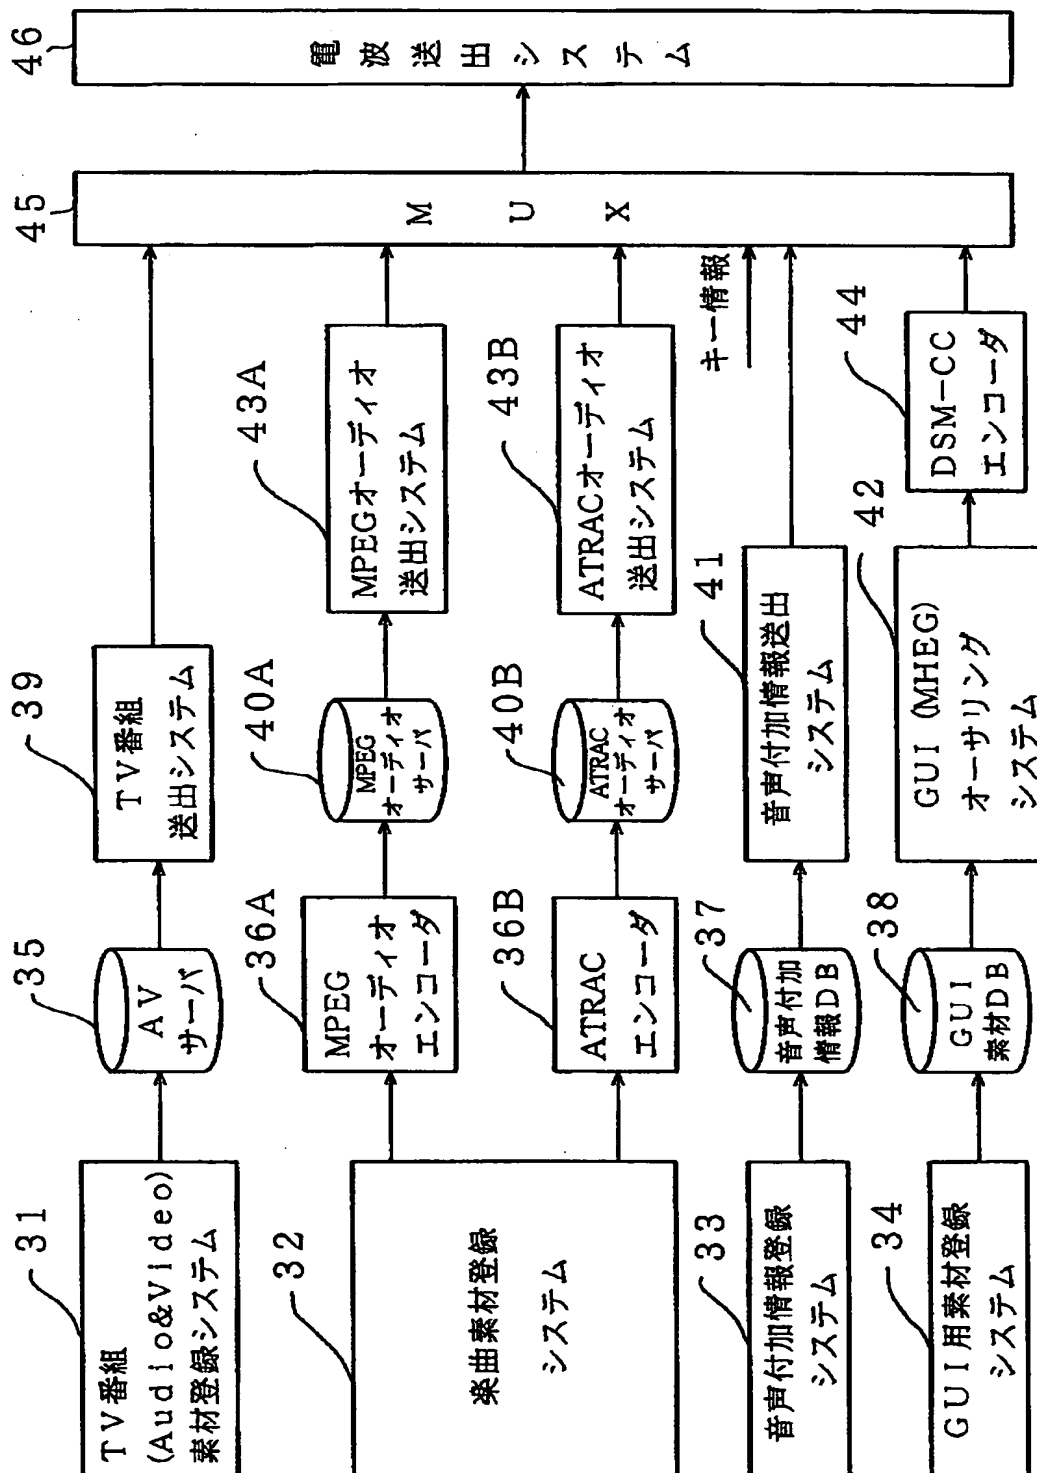 31
TV番組
(Audio&Video)
素材登録システム
35
AV
サーバ
39
TV番組
送出システム
32
楽曲素材登録
システム
36A
MPEG
オーディオ
エンコーダ
40A
MPEG
オーディオ
サーバ
43A
MPEGオーディオ
送出システム
36B
ATRAC
エンコーダ
40B
ATRAC
オーディオ
サーバ
43B
ATRACオーディオ
送出システム
キー情報
33
音声付加情報登録
システム
37
音声付加
情報DB
41
音声付加情報送出
システム
34
GUI用素材登録
システム
38
GUI
素材DB
42
GUI (MHEG)
オーサリング
システム
44
DSM-CC
エンコーダ
45
MUX
46
電波送出システム